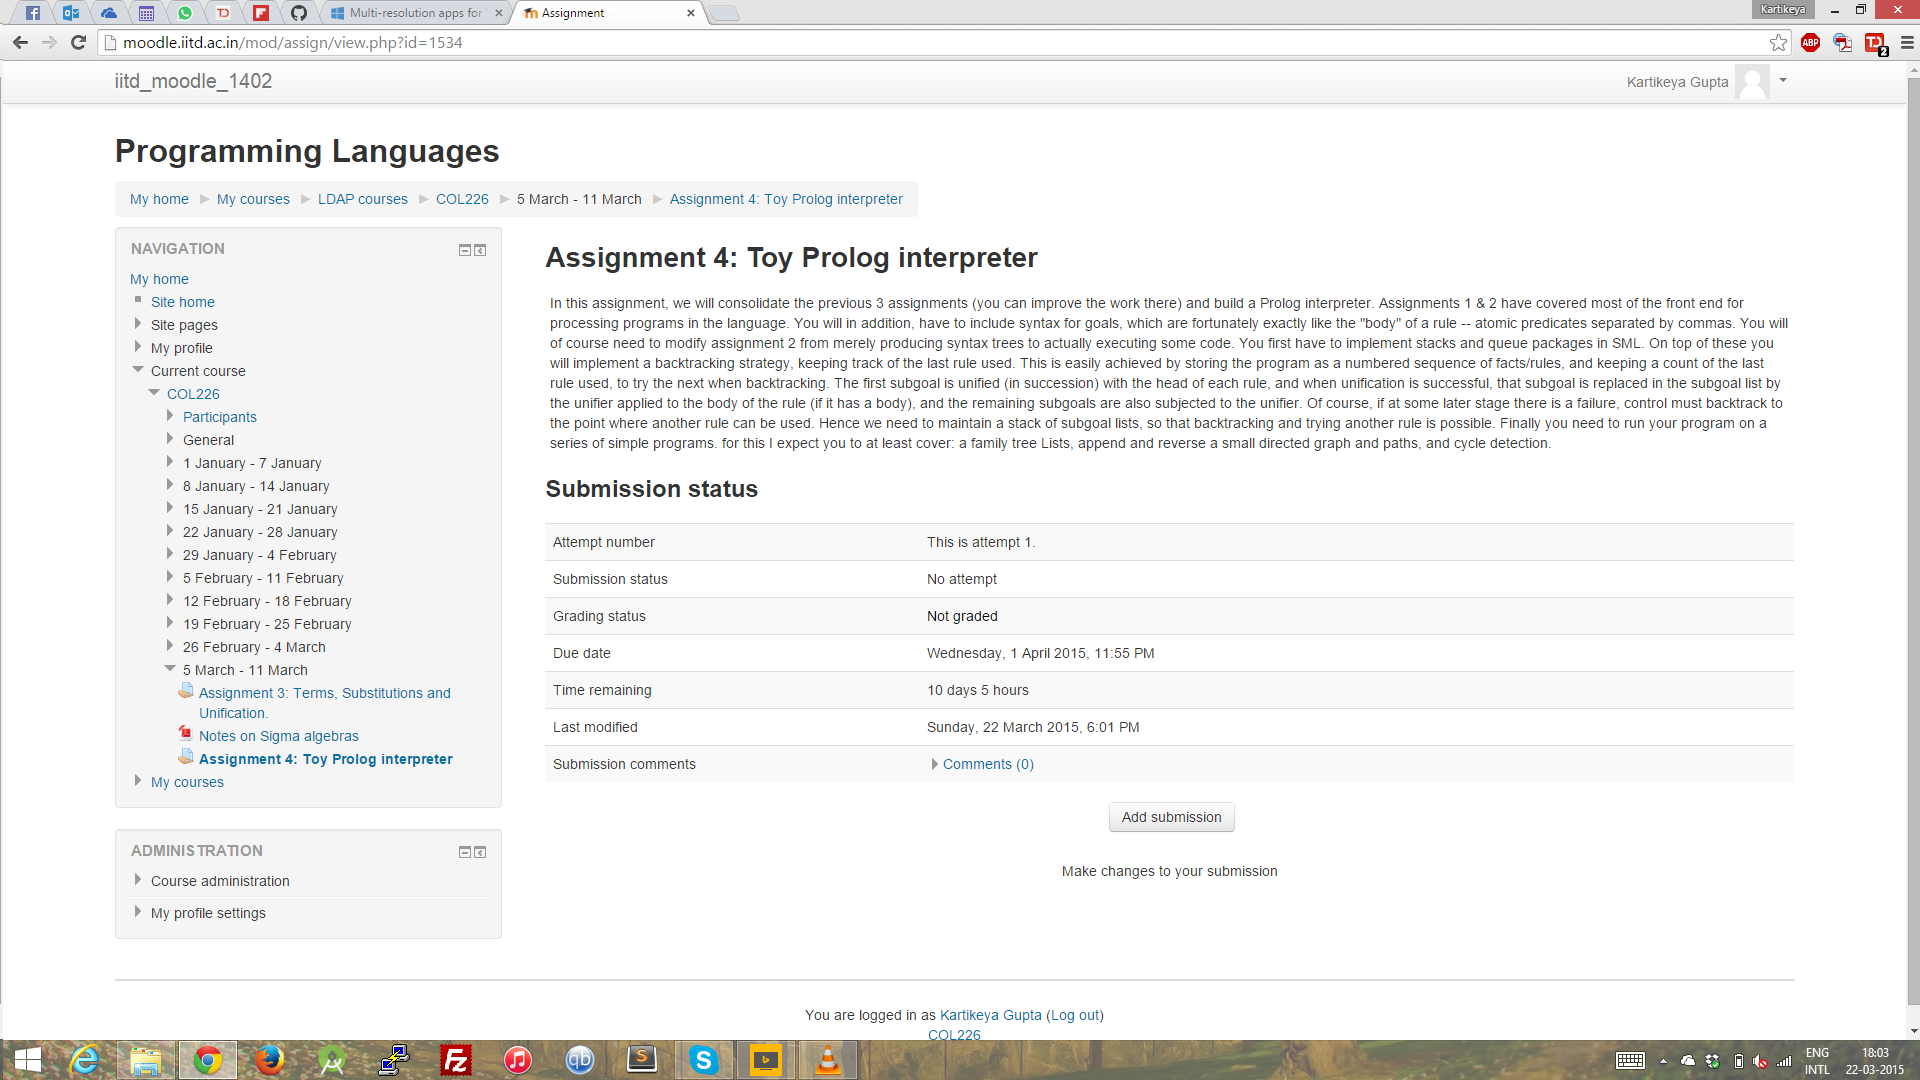 Multi-resolution apps for
Assignment
Kartikeya
moodle.iitd.ac.in/mod/assign/view.php?id=1534
ABP
2
iitd_moodle_1402
Kartikeya Gupta
Programming Languages
My home
My courses
LDAP courses
COL226
5 March - 11 March
Assignment 4: Toy Prolog interpreter
NAVIGATION
My home
Site home
Site pages
My profile
Current course
COL226
Participants
General
1 January - 7 January
8 January - 14 January
15 January - 21 January
22 January - 28 January
29 January - 4 February
5 February - 11 February
12 February - 18 February
19 February - 25 February
26 February - 4 March
5 March - 11 March
Assignment 3: Terms, Substitutions and
Unification.
Notes on Sigma algebras
Assignment 4: Toy Prolog interpreter
My courses
ADMINISTRATION
Course administration
My profile settings
Assignment 4: Toy Prolog interpreter
In this assignment, we will consolidate the previous 3 assignments (you can improve the work there) and build a Prolog interpreter. Assignments 1 & 2 have covered most of the front end for
processing programs in the language. You will in addition, have to include syntax for goals, which are fortunately exactly like the "body" of a rule -- atomic predicates separated by commas. You will
of course need to modify assignment 2 from merely producing syntax trees to actually executing some code. You first have to implement stacks and queue packages in SML. On top of these you
will implement a backtracking strategy, keeping track of the last rule used. This is easily achieved by storing the program as a numbered sequence of facts/rules, and keeping a count of the last
rule used, to try the next when backtracking. The first subgoal is unified (in succession) with the head of each rule, and when unification is successful, that subgoal is replaced in the subgoal list by
the unifier applied to the body of the rule (if it has a body), and the remaining subgoals are also subjected to the unifier. Of course, if at some later stage there is a failure, control must backtrack to
the point where another rule can be used. Hence we need to maintain a stack of subgoal lists, so that backtracking and trying another rule is possible. Finally you need to run your program on a
series of simple programs. for this I expect you to at least cover: a family tree Lists, append and reverse a small directed graph and paths, and cycle detection.
Submission status
Attempt number This is attempt 1.
Submission status No attempt
Grading status Not graded
Due date Wednesday, 1 April 2015, 11:55 PM
Time remaining 10 days 5 hours
Last modified Sunday, 22 March 2015, 6:01 PM
Submission comments Comments (0)
Add submission
Make changes to your submission
You are logged in as Kartikeya Gupta (Log out)
COL226
ENG
INTL
18:03
22-03-2015